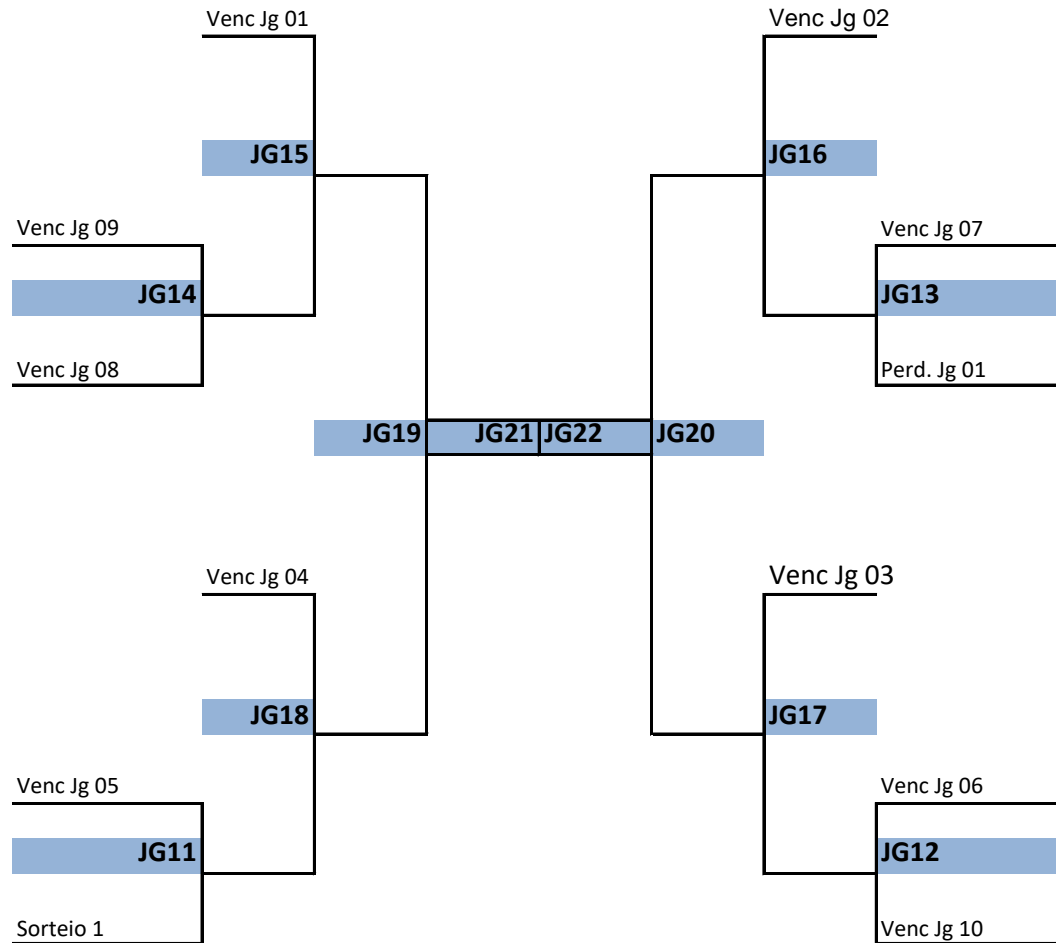 Venc Jg 01
Venc Jg 02
JG15
JG16
Venc Jg 09
Venc Jg 07
JG14
JG13
Venc Jg 08
Perd. Jg 01
JG19
JG21
JG22
JG20
Venc Jg 04
Venc Jg 03
JG18
JG17
Venc Jg 05
Venc Jg 06
JG11
JG12
Sorteio 1
Venc Jg 10